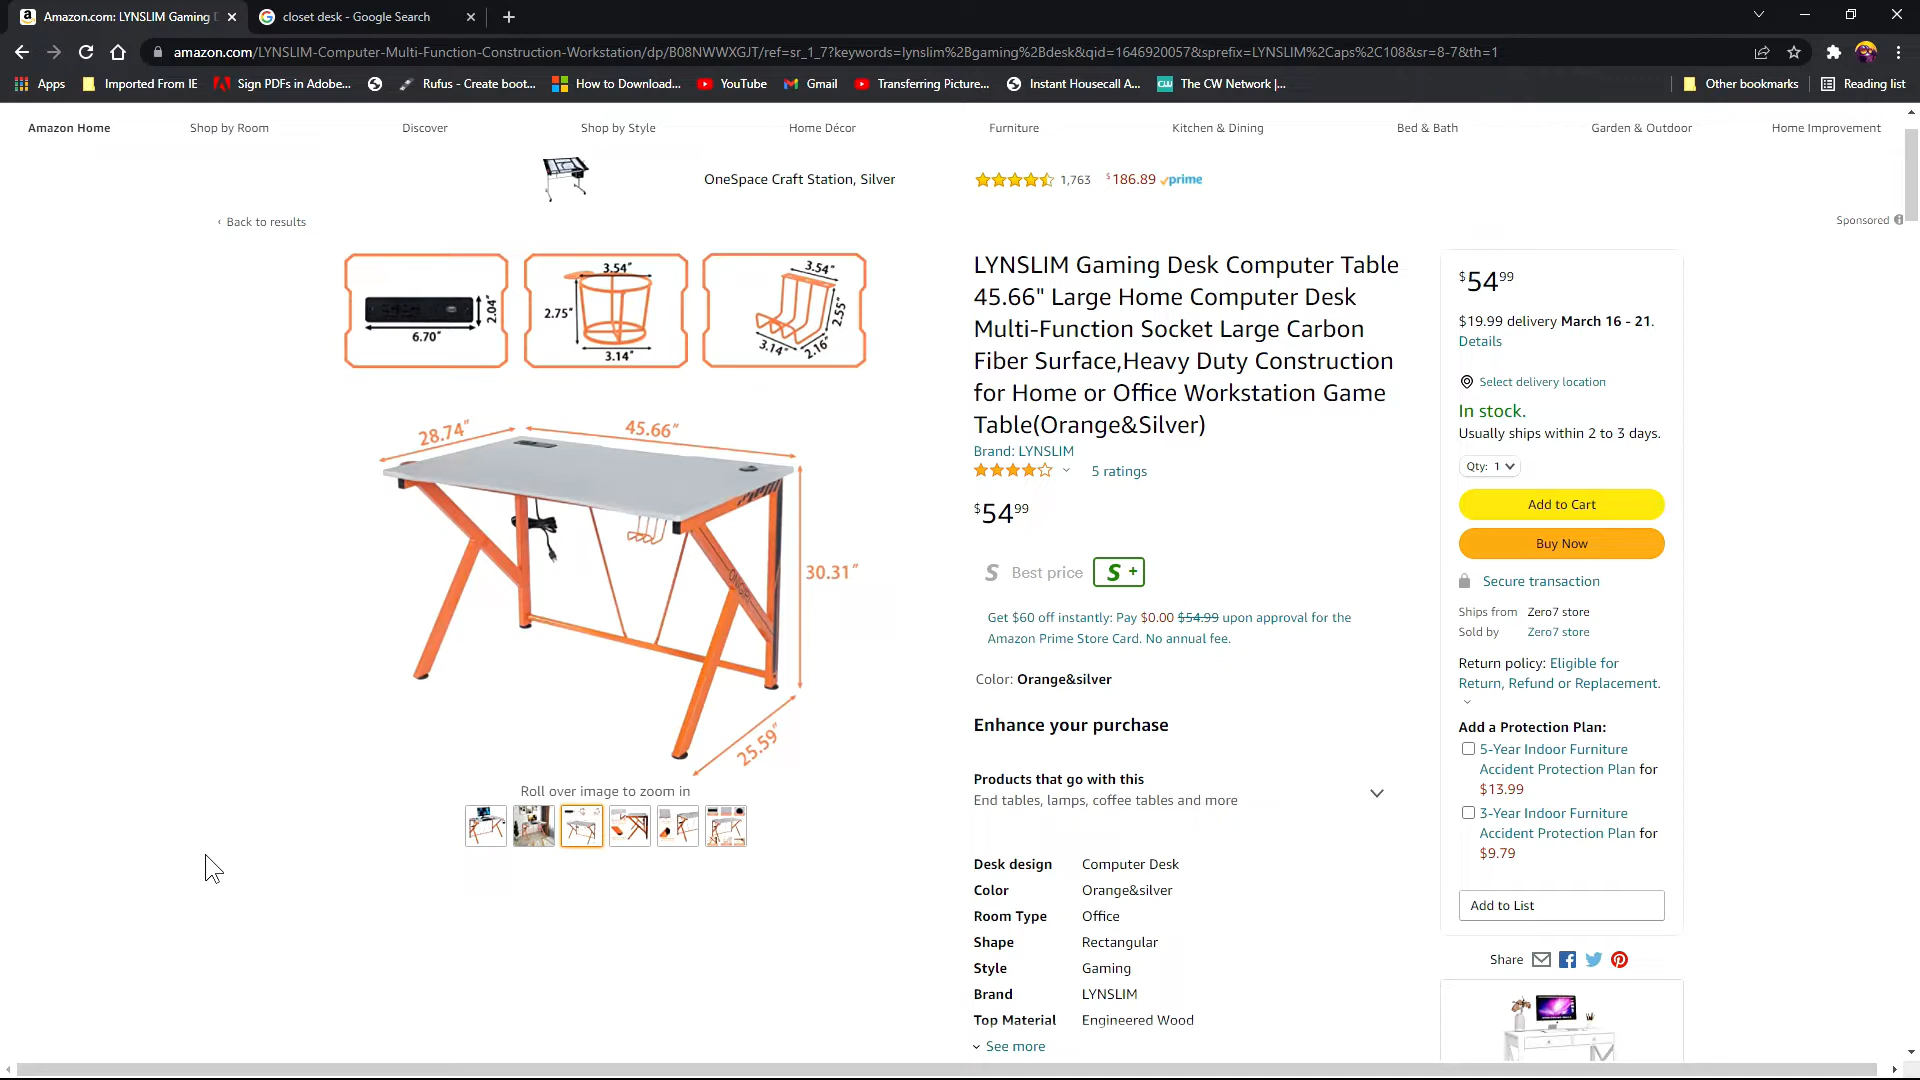 Amazon.com: LYNSLIM Gaming D
closet desk - Google Search
amazon.com/LYNSLIM-Computer-Multi-Function-Construction-Workstation/dp/B08NWWXGJT/ref=sr_1_7?keywords=lynslim%2Bgaming%2Bdesk&qid=1646920057&sprefix=LYNSLIM%2Caps%2C108&sr=8-7&th=1
Apps
Imported From IE
Sign PDFs in Adobe...
Rufus - Create boot...
How to Download...
YouTube
Gmail
Transferring Picture...
Instant Housecall A...
CW
The CW Network |...
Other bookmarks
Reading list
Amazon Home
Shop by Room
Discover
Shop by Style
Home Décor
Furniture
Kitchen & Dining
Bed & Bath
Garden & Outdoor
Home Improvement
OneSpace Craft Station, Silver
1,763
$186.89 prime
‹ Back to results
Sponsored
6.70"
2.04"
3.54"
2.75"
3.14"
3.54"
2.55"
3.14"
2.16"
28.74"
45.66"
30.31"
25.59"
Roll over image to zoom in
LYNSLIM Gaming Desk Computer Table
45.66" Large Home Computer Desk
Multi-Function Socket Large Carbon
Fiber Surface,Heavy Duty Construction
for Home or Office Workstation Game
Table(Orange&Silver)
Brand: LYNSLIM
5 ratings
$54 99
S Best price S +
Get $60 off instantly: Pay $0.00 $54.99 upon approval for the
Amazon Prime Store Card. No annual fee.
Color: Orange&silver
Enhance your purchase
Products that go with this
End tables, lamps, coffee tables and more
Desk design Computer Desk
Color Orange&silver
Room Type Office
Shape Rectangular
Style Gaming
Brand LYNSLIM
Top Material Engineered Wood
See more
$54 99
$19.99 delivery March 16 - 21.
Details
Select delivery location
In stock.
Usually ships within 2 to 3 days.
Qty: 1
Add to Cart
Buy Now
Secure transaction
Ships from Zero7 store
Sold by Zero7 store
Return policy: Eligible for
Return, Refund or Replacement.
Add a Protection Plan:
5-Year Indoor Furniture
Accident Protection Plan for
$13.99
3-Year Indoor Furniture
Accident Protection Plan for
$9.79
Add to List
Share